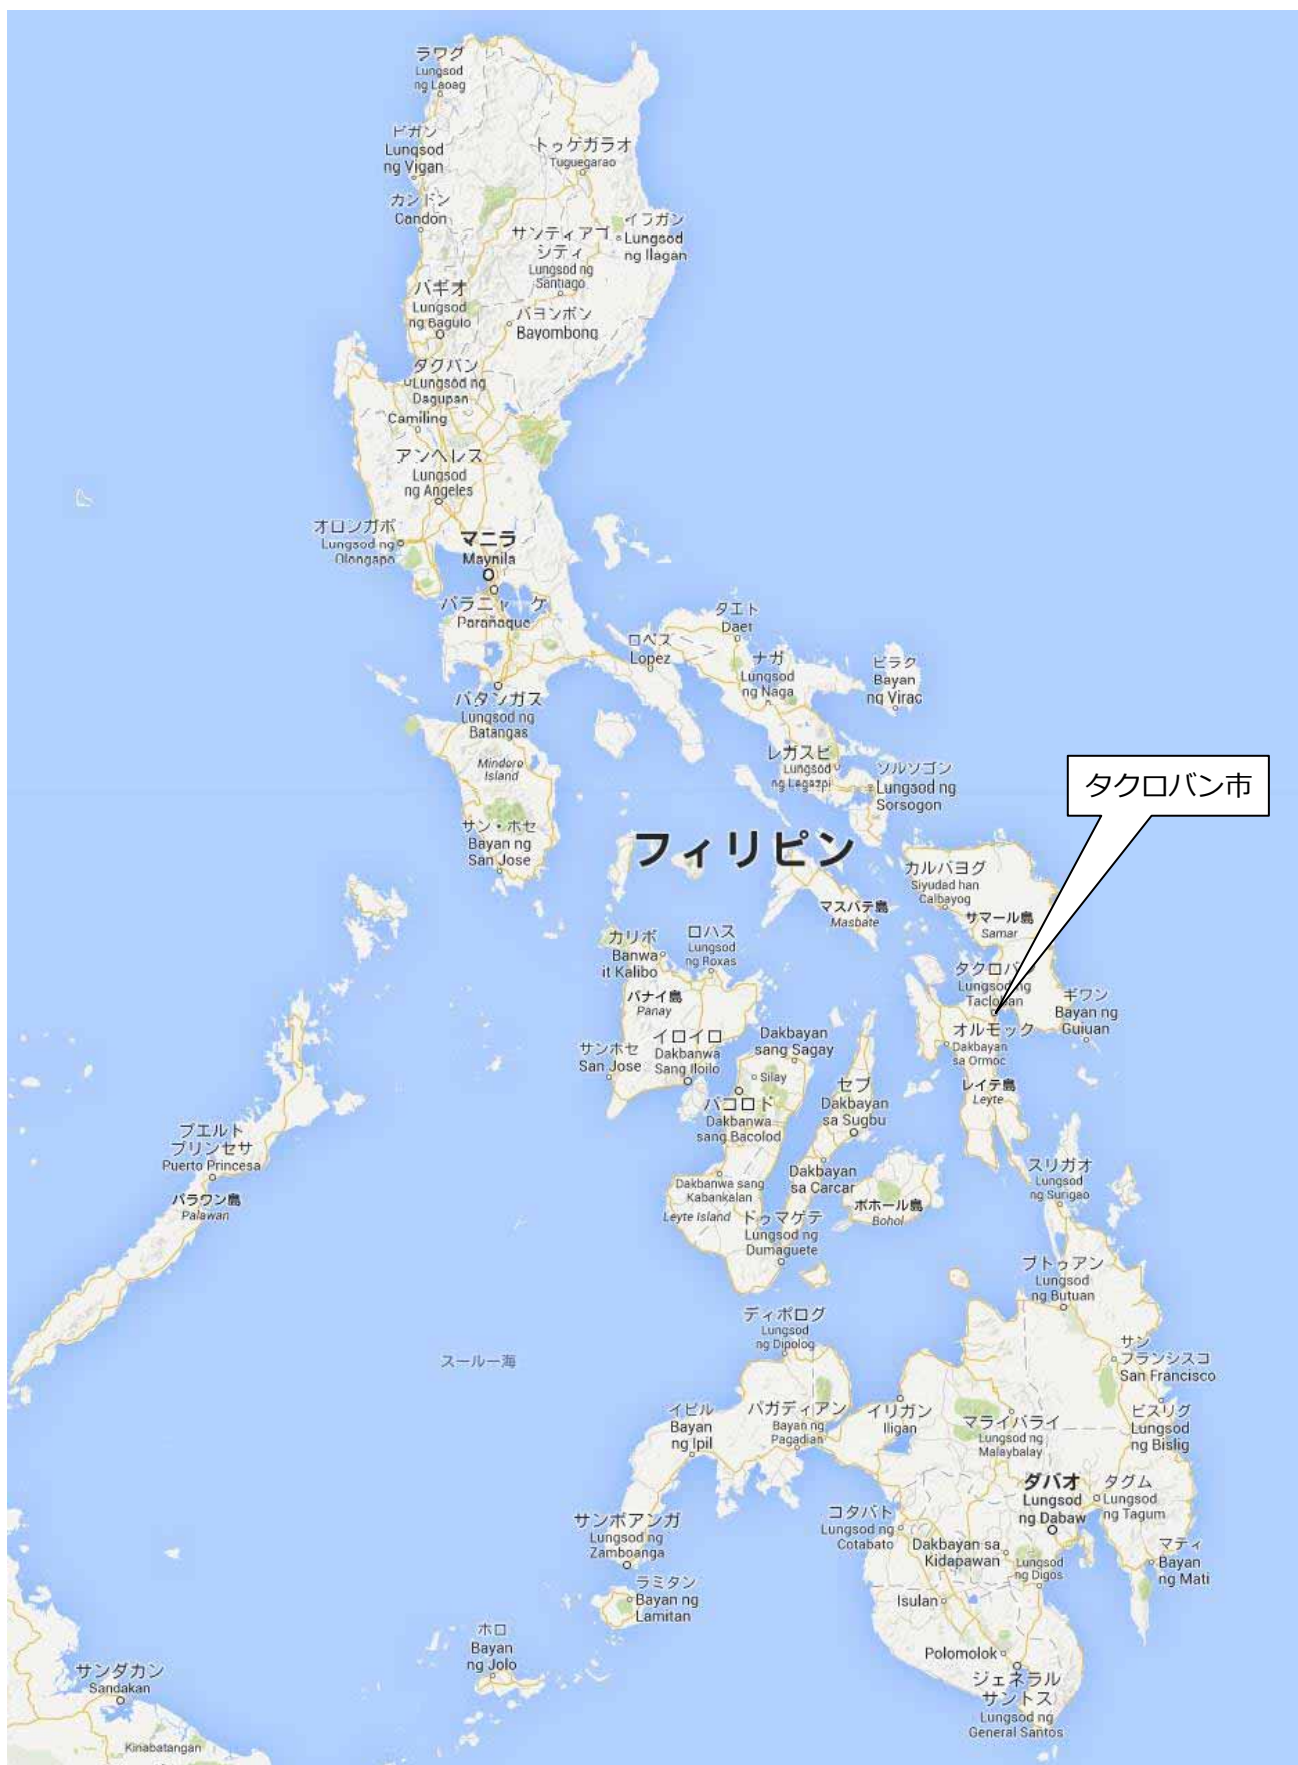 ラワグ
Lungsod
ng Laoag
ビガン
Lungsod
ng Vigan
トゥゲガラオ
Tuguegarao
カンドン
Candon
イラガン
Lungsod
ng Ilagan
サンティアゴ
シティ
Lungsod ng
Santiago
バギオ
Lungsod
ng Baguio
バヨンボン
Bayombong
ダグパン
Lungsod ng
Dagupan
Camiling
アンヘレス
Lungsod
ng Angeles
オロンガポ
Lungsod ng
Olongapo
マニラ
Maynila
パラニャケ
Parañaque
ダエト
Daet
ロペス
Lopez
ナガ
Lungsod
ng Naga
ビラク
Bayan
ng Virac
バタンガス
Lungsod ng
Batangas
Mindoro
Island
レガスピ
Lungsod
ng Legazpi
ソルソゴン
Lungsod ng
Sorsogon
タクロバン市
サン・ホセ
Bayan ng
San Jose
フィリピン
カルバヨグ
Siyudad han
Calbayog
マスバテ島
Masbate
サマール島
Samar
カリボ
Banwa
it Kalibo
ロハス
Lungsod
ng Roxas
タクロバン
Lungsod ng
Tacloban
パナイ島
Panay
ギワン
Bayan ng
Guiuan
イロイロ
Dakbanwa
Sang Iloilo
サンホセ
San Jose
Dakbayan
sang Sagay
Silay
オルモック
Dakbayan
sa Ormoc
レイテ島
Leyte
セブ
Dakbayan
sa Sugbu
バコロド
Dakbanwa
sang Bacolod
プエルト
プリンセサ
Puerto Princesa
パラワン島
Palawan
Dakbanwa sang
Kabankalan
Dakbayan
sa Carcar
スリガオ
Lungsod
ng Surigao
Leyte Island
ドゥマゲテ
Lungsod ng
Dumaguete
ボホール島
Bohol
ブトゥアン
Lungsod
ng Butuan
ディポログ
Lungsod
ng Dipolog
スールー海
サン
フランシスコ
San Francisco
イピル
Bayan
ng Ipil
パガディアン
Bayan ng
Pagadian
イリガン
Iligan
マライバライ
Lungsod ng
Malaybalay
ビスリグ
Lungsod
ng Bislig
ダバオ
Lungsod
ng Dabaw
タグム
Lungsod
ng Tagum
サンボアンガ
Lungsod ng
Zamboanga
コタバト
Lungsod ng
Cotabato
Dakbayan sa
Kidapawan
Lungsod
ng Digos
マティ
Bayan
ng Mati
ラミタン
Bayan ng
Lamitan
Isulan
ホロ
Bayan
ng Jolo
Polomolok
ジェネラル
サントス
Lungsod ng
General Santos
サンダカン
Sandakan
Kinabatangan